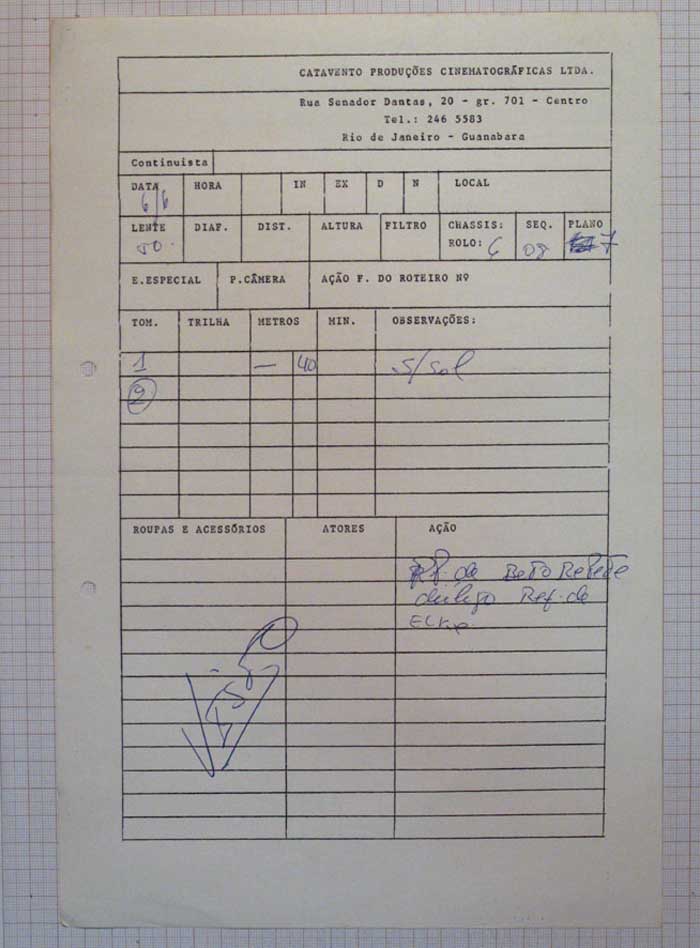 CATAVENTO PRODUÇÕES CINEMATOGRÁFICAS LTDA.
Rua Senador Dantas, 20 - gr. 701 - Centro
Tel.: 246 5583
Rio de Janeiro - Guanabara
Continuista
DATA HORA IN EX D N LOCAL
6/6
LENTE DIAF. DIST. ALTURA FILTRO CHASSIS: SEQ. PLANO
50. ROLO: 6 08 7
E.ESPECIAL P.CÂMERA AÇÃO F. DO ROTEIRO Nº
TOM. TRILHA METROS MIN. OBSERVAÇÕES:
1 — 40 S/Sol
2
ROUPAS E ACESSÓRIOS ATORES AÇÃO
de Beto Repete
Ref. de